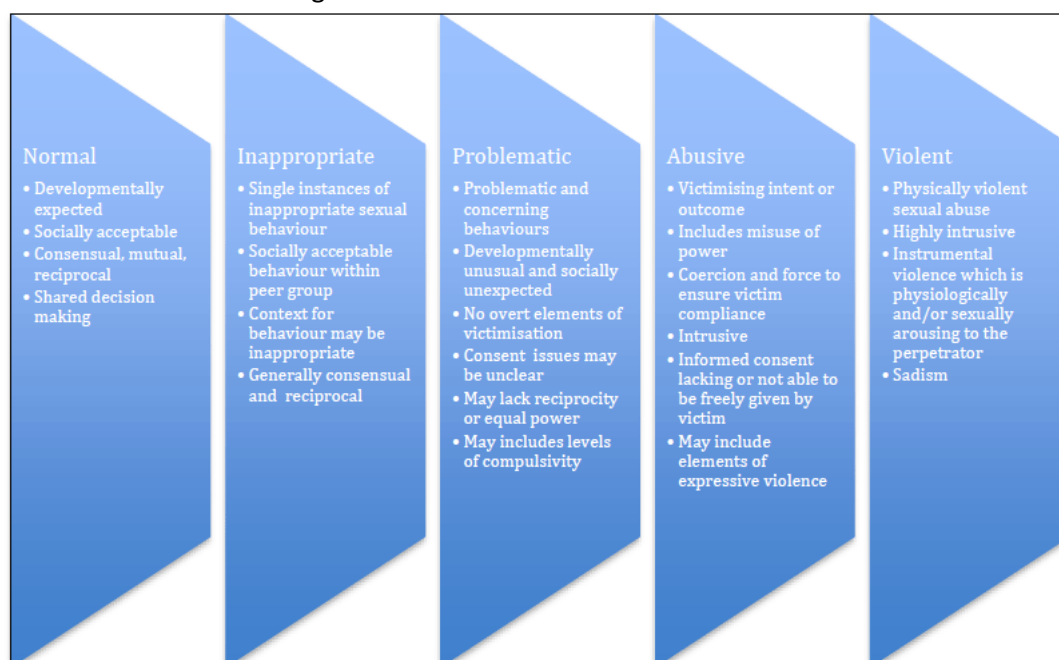 Normal
• Developmentally
expected
• Socially acceptable
• Consensual, mutual,
reciprocal
• Shared decision
making
Inappropriate
• Single instances of
inappropriate sexual
behaviour
• Socially acceptable
behaviour within
peer group
• Context for
behaviour may be
inappropriate
• Generally consensual
and reciprocal
Problematic
• Problematic and
concerning
behaviours
• Developmentally
unusual and socially
unexpected
• No overt elements of
victimisation
• Consent issues may
be unclear
• May lack reciprocity
or equal power
• May includes levels
of compulsivity
Abusive
• Victimising intent or
outcome
• Includes misuse of
power
• Coercion and force to
ensure victim
compliance
• Intrusive
• Informed consent
lacking or not able to
be freely given by
victim
• May include
elements of
expressive violence
Violent
• Physically violent
sexual abuse
• Highly intrusive
• Instrumental
violence which is
physiologically
and/or sexually
arousing to the
perpetrator
• Sadism